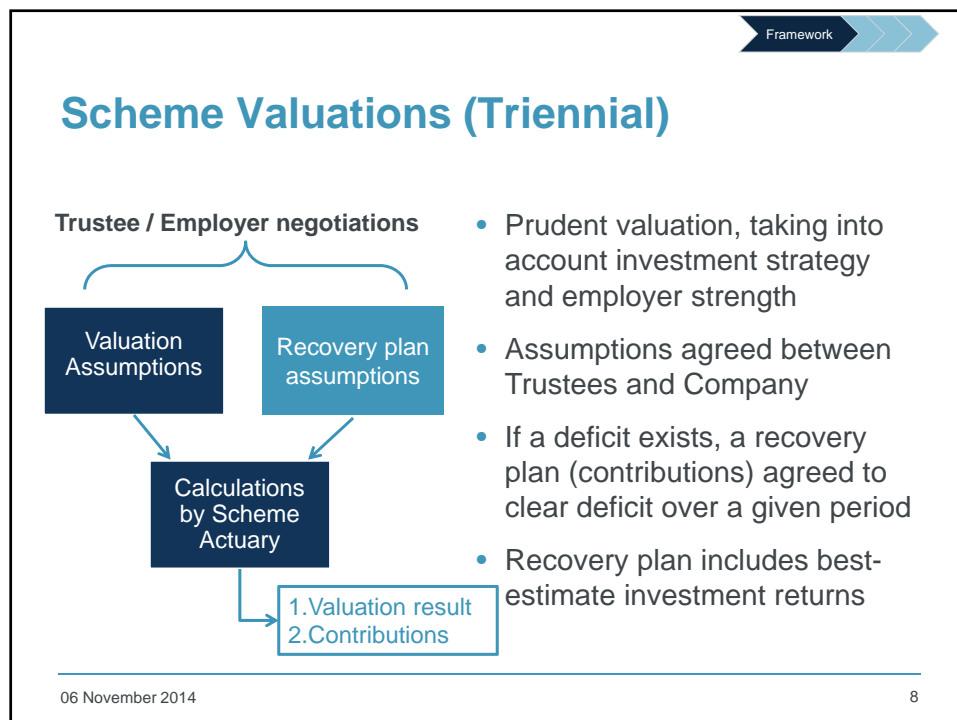 Framework
Scheme Valuations (Triennial)
Trustee / Employer negotiations
Valuation
Assumptions
Recovery plan
assumptions
Calculations
by Scheme
Actuary
1.Valuation result
2.Contributions
• Prudent valuation, taking into
account investment strategy
and employer strength
• Assumptions agreed between
Trustees and Company
• If a deficit exists, a recovery
plan (contributions) agreed to
clear deficit over a given period
• Recovery plan includes best-
estimate investment returns
06 November 2014
8